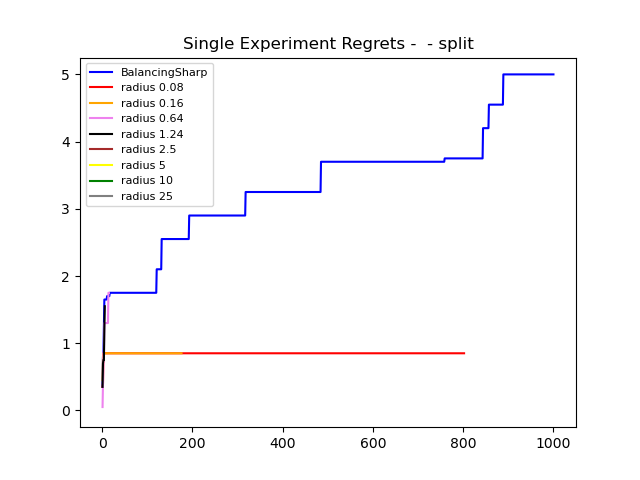 Single Experiment Regrets -  - split
BalancingSharp
radius 0.08
radius 0.16
radius 0.64
radius 1.24
radius 2.5
radius 5
radius 10
radius 25
5
4
3
2
1
0
0 200 400 600 800 1000